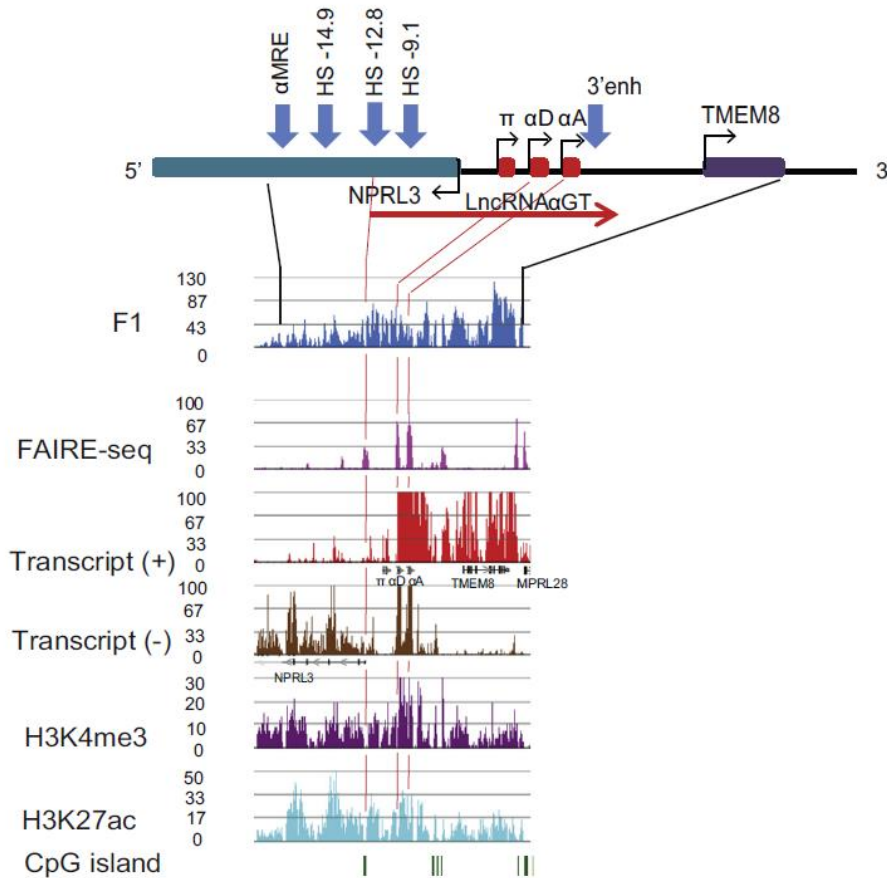 αMRE
HS -14.9
HS -12.8
HS -9.1
3'enh
π αD αA
TMEM8
5'
3'
NPRL3
LncRNAαGT
F1
130
87
43
0
FAIRE-seq
100
67
33
0
Transcript (+)
100
67
33
0
π αD αA TMEM8 MPRL28
Transcript (-)
100
67
33
0
NPRL3
H3K4me3
30
20
10
0
H3K27ac
50
33
17
0
CpG island